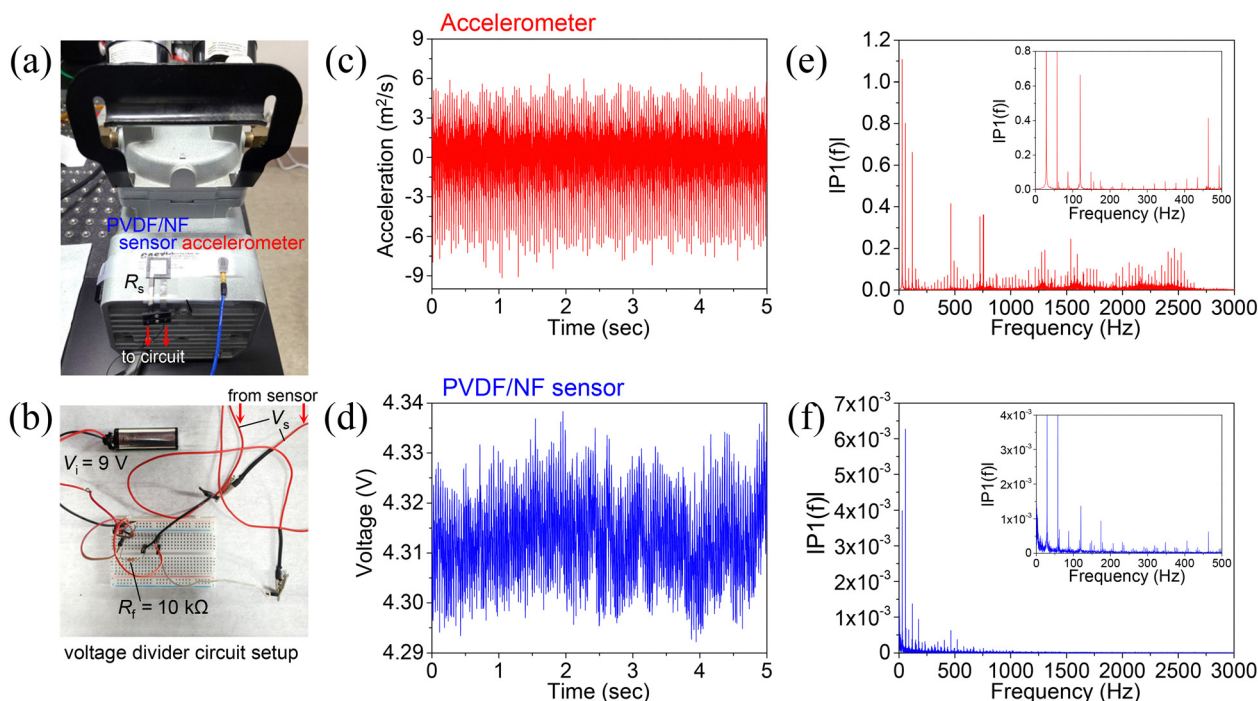 (a)
PVDF/NF
sensor accelerometer
Rs
to circuit
(b)
from sensor
Vs
Vi = 9 V
Rf = 10 kΩ
voltage divider circuit setup
Accelerometer
(c)
9
6
3
0
-3
-6
-9
Acceleration (m²/s)
0 1 2 3 4 5
Time (sec)
PVDF/NF sensor
(d)
4.34
4.33
4.32
4.31
4.30
4.29
Voltage (V)
0 1 2 3 4 5
Time (sec)
(e)
1.2
1.0
0.8
0.6
0.4
0.2
0.0
|P1(f)|
0 500 1000 1500 2000 2500 3000
Frequency (Hz)
0.8
0.6
0.4
0.2
0.0
|P1(f)|
0 100 200 300 400 500
Frequency (Hz)
(f)
7x10⁻³
6x10⁻³
5x10⁻³
4x10⁻³
3x10⁻³
2x10⁻³
1x10⁻³
0
|P1(f)|
0 500 1000 1500 2000 2500 3000
Frequency (Hz)
4x10⁻³
3x10⁻³
2x10⁻³
1x10⁻³
0
|P1(f)|
0 100 200 300 400 500
Frequency (Hz)